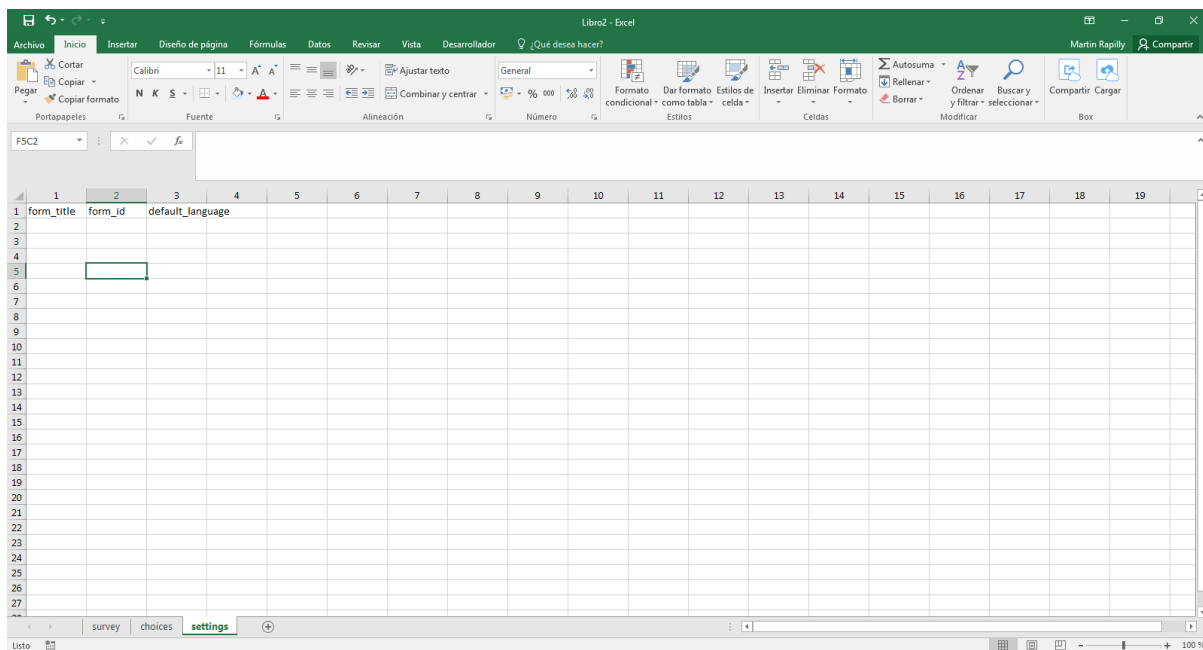 Libro2 - Excel
Archivo Inicio Insertar Diseño de página Fórmulas Datos Revisar Vista Desarrollador ¿Qué desea hacer? Martin Rapilly Compartir
Pegar
Cortar
Copiar
Copiar formato
Portapapeles
Calibri 11 A A
N K S A
Fuente
Ajustar texto
Combinar y centrar
Alineación
General
% 000
Número
Formato condicional
Dar formato como tabla
Estilos de celda
Estilos
Insertar Eliminar Formato
Celdas
Autosuma
Rellenar
Borrar
Ordenar y filtrar
Buscar y seleccionar
Modificar
Compartir Cargar
Box
F5C2 fx
1 2 3 4 5 6 7 8 9 10 11 12 13 14 15 16 17 18 19
1 form_title form_id default_language
2
3
4
5
6
7
8
9
10
11
12
13
14
15
16
17
18
19
20
21
22
23
24
25
26
27
survey choices settings
Listo 100 %